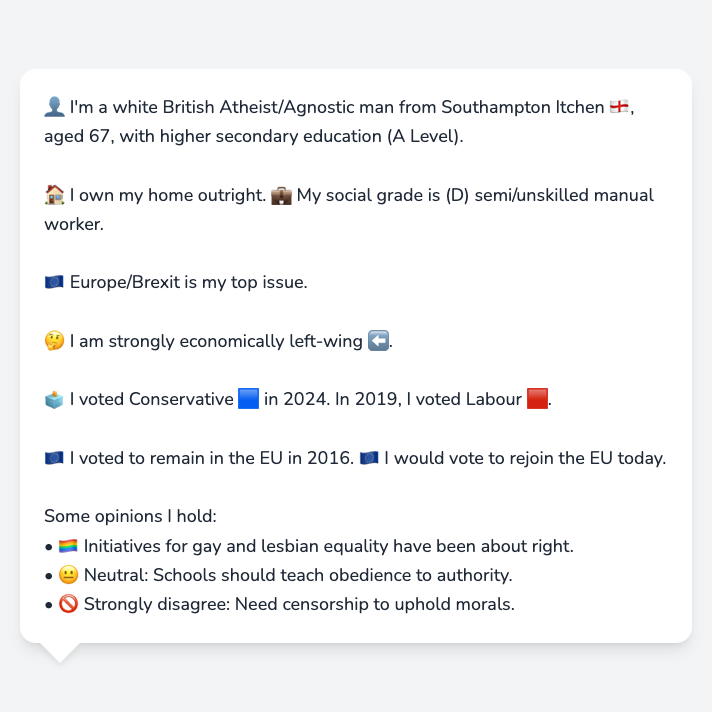 👤 I'm a white British Atheist/Agnostic man from Southampton Itchen 🏴󠁧󠁢󠁥󠁮󠁧󠁿,
aged 67, with higher secondary education (A Level).
🏠 I own my home outright. 💼 My social grade is (D) semi/unskilled manual
worker.
🇪🇺 Europe/Brexit is my top issue.
🤔 I am strongly economically left-wing ⬅️.
🗳️ I voted Conservative 🟦 in 2024. In 2019, I voted Labour 🟥.
🇪🇺 I voted to remain in the EU in 2016. 🇪🇺 I would vote to rejoin the EU today.
Some opinions I hold:
• 🏳️‍🌈 Initiatives for gay and lesbian equality have been about right.
• 😐 Neutral: Schools should teach obedience to authority.
• 🚫 Strongly disagree: Need censorship to uphold morals.